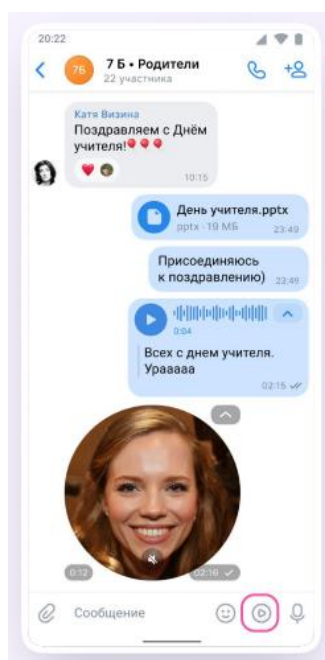 20:22
7Б
7 Б • Родители
22 участника
Катя Визина
Поздравляем с Днём
учителя!
10:15
День учителя.pptx
pptx · 19 МБ
23:49
Присоединяюсь
к поздравлению)
23:49
0:04
Всех с днем учителя.
Урааааа
02:15
0:12
02:16
Сообщение